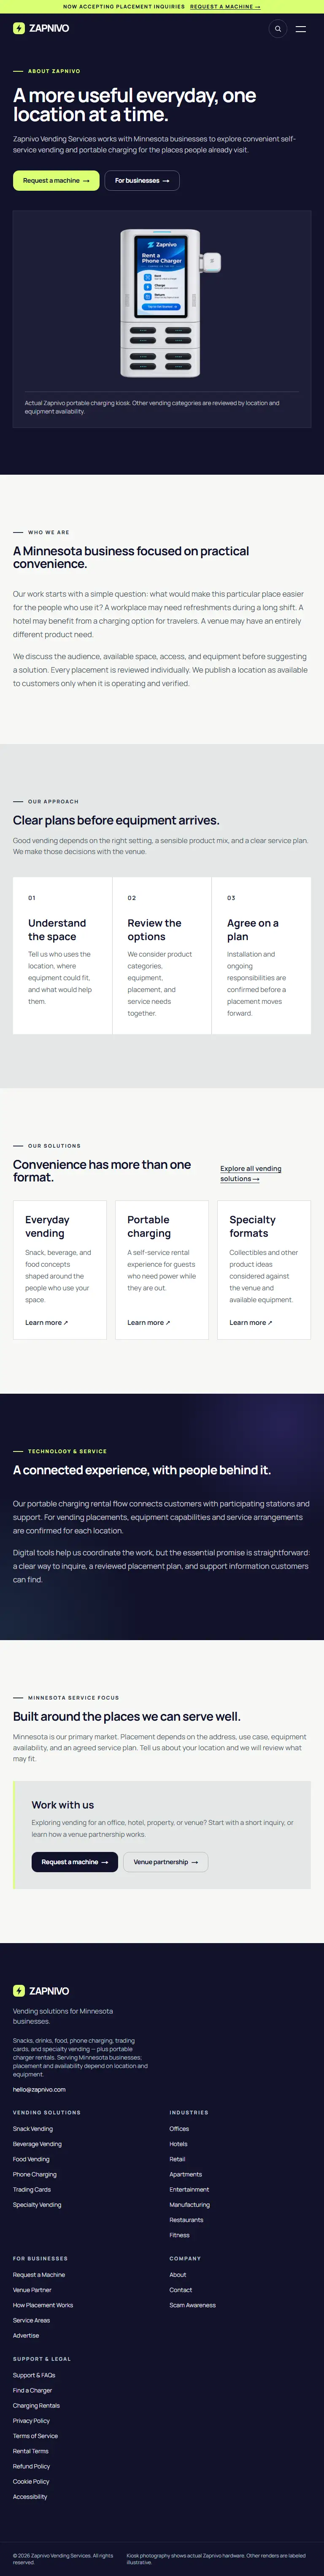 NOW ACCEPTING PLACEMENT INQUIRIES REQUEST A MACHINE →
ZAPNIVO
ABOUT ZAPNIVO
A more useful everyday, one
location at a time.
Zapnivo Vending Services works with Minnesota businesses to explore convenient self-
service vending and portable charging for the places people already visit.
Request a machine →
For businesses →
Zapnivo
Rent a
Phone Charger
Actual Zapnivo portable charging kiosk. Other vending categories are reviewed by location and
equipment availability.
WHO WE ARE
A Minnesota business focused on practical
convenience.
Our work starts with a simple question: what would make this particular place easier
for the people who use it? A workplace may need refreshments during a long shift. A
hotel may benefit from a charging option for travelers. A venue may have an entirely
different product need.
We discuss the audience, available space, access, and equipment before suggesting
a solution. Every placement is reviewed individually. We publish a location as available
to customers only when it is operating and verified.
OUR APPROACH
Clear plans before equipment arrives.
Good vending depends on the right setting, a sensible product mix, and a clear service plan.
We make those decisions with the venue.
01
Understand
the space
Tell us who uses the
location, where
equipment could fit,
and what would help
them.
02
Review the
options
We consider product
categories,
equipment,
placement, and
service needs
together.
03
Agree on a
plan
Installation and
ongoing
responsibilities are
confirmed before a
placement moves
forward.
OUR SOLUTIONS
Convenience has more than one
format.
Explore all vending
solutions →
Everyday
vending
Snack, beverage, and
food concepts
shaped around the
people who use your
space.
Learn more ↗
Portable
charging
A self-service rental
experience for guests
who need power while
they are out.
Learn more ↗
Specialty
formats
Collectibles and other
product ideas
considered against
the venue and
available equipment.
Learn more ↗
TECHNOLOGY & SERVICE
A connected experience, with people behind it.
Our portable charging rental flow connects customers with participating stations and
support. For vending placements, equipment capabilities and service arrangements
are confirmed for each location.
Digital tools help us coordinate the work, but the essential promise is straightforward:
a clear way to inquire, a reviewed placement plan, and support information customers
can find.
MINNESOTA SERVICE FOCUS
Built around the places we can serve well.
Minnesota is our primary market. Placement depends on the address, use case, equipment
availability, and an agreed service plan. Tell us about your location and we will review what
may fit.
Work with us
Exploring vending for an office, hotel, property, or venue? Start with a short inquiry, or
learn how a venue partnership works.
Request a machine →
Venue partnership →
ZAPNIVO
Vending solutions for Minnesota
businesses.
Snacks, drinks, food, phone charging, trading
cards, and specialty vending — plus portable
charger rentals. Serving Minnesota businesses;
placement and availability depend on location and
equipment.
hello@zapnivo.com
VENDING SOLUTIONS
Snack Vending
Beverage Vending
Food Vending
Phone Charging
Trading Cards
Specialty Vending
INDUSTRIES
Offices
Hotels
Retail
Apartments
Entertainment
Manufacturing
Restaurants
Fitness
FOR BUSINESSES
Request a Machine
Venue Partner
How Placement Works
Service Areas
Advertise
COMPANY
About
Contact
Scam Awareness
SUPPORT & LEGAL
Support & FAQs
Find a Charger
Charging Rentals
Privacy Policy
Terms of Service
Rental Terms
Refund Policy
Cookie Policy
Accessibility
© 2026 Zapnivo Vending Services. All rights
reserved.
Kiosk photography shows actual Zapnivo hardware. Other renders are labeled
illustrative.